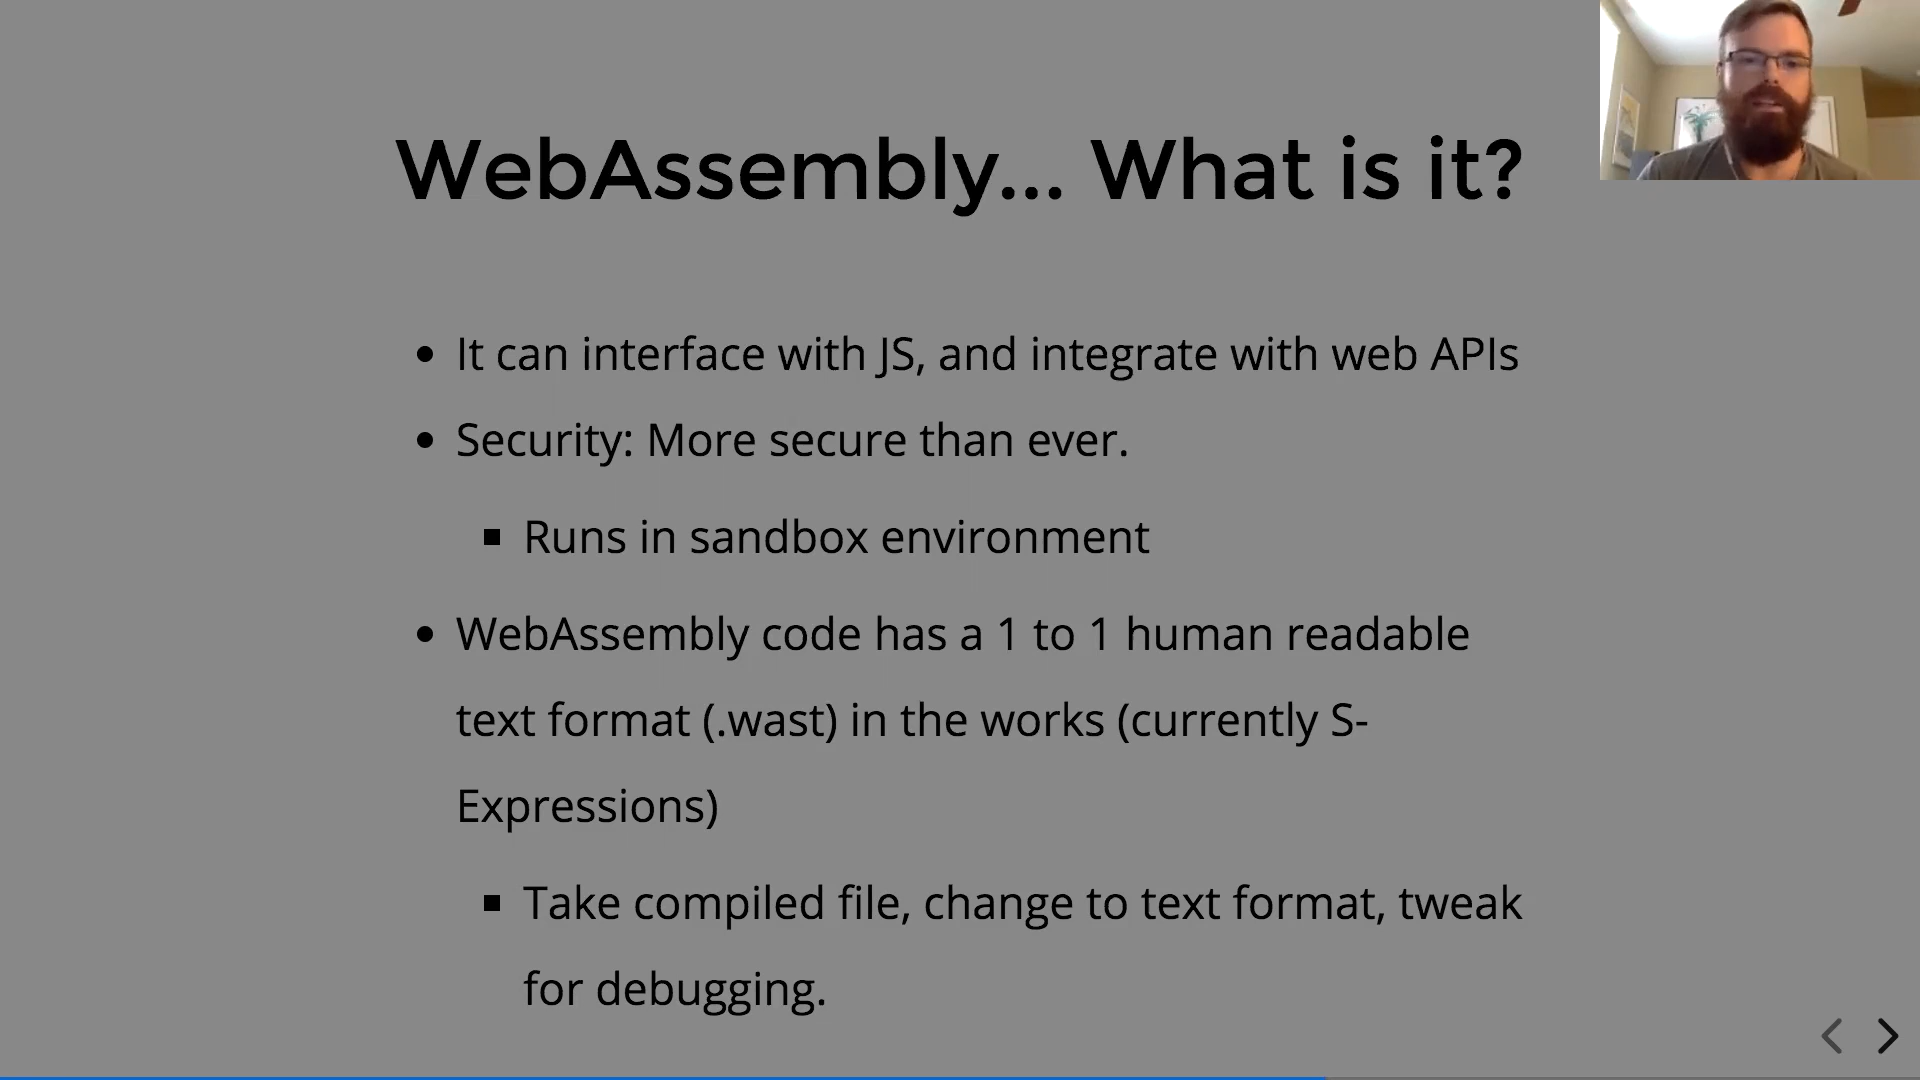 WebAssembly... What is it?
It can interface with JS, and integrate with web APIs
Security: More secure than ever.
Runs in sandbox environment
WebAssembly code has a 1 to 1 human readable
text format (.wast) in the works (currently S-
Expressions)
Take compiled file, change to text format, tweak
for debugging.